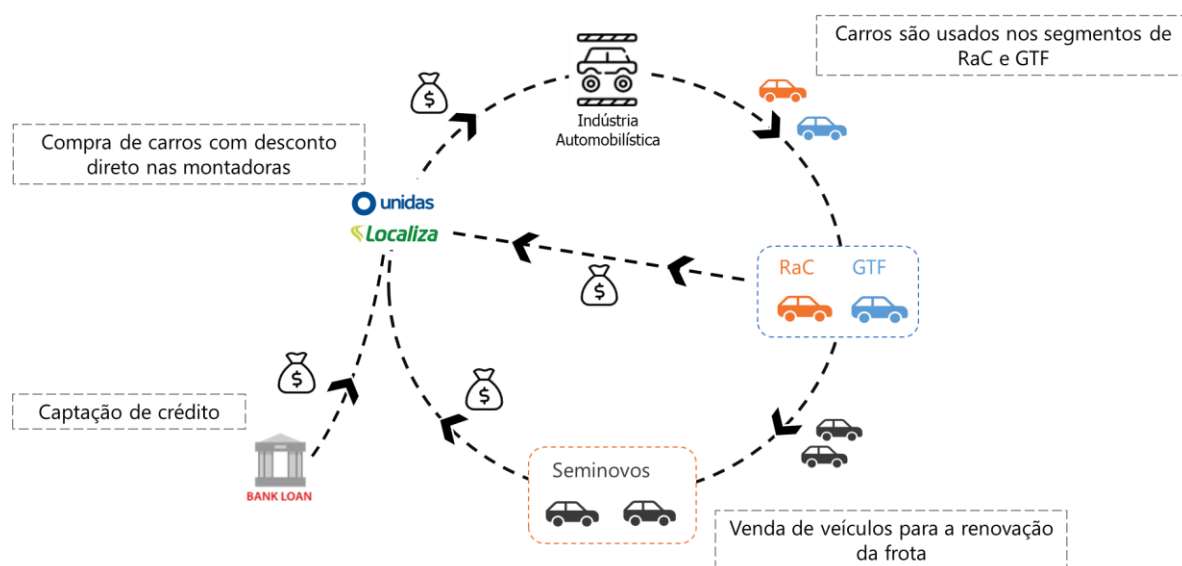 Carros são usados nos segmentos de
RaC e GTF
$
Indústria
Automobilística
Compra de carros com desconto
direto nas montadoras
unidas
Localiza
RaC GTF
$
$
$
Captação de crédito
BANK LOAN
Seminovos
Venda de veículos para a renovação
da frota